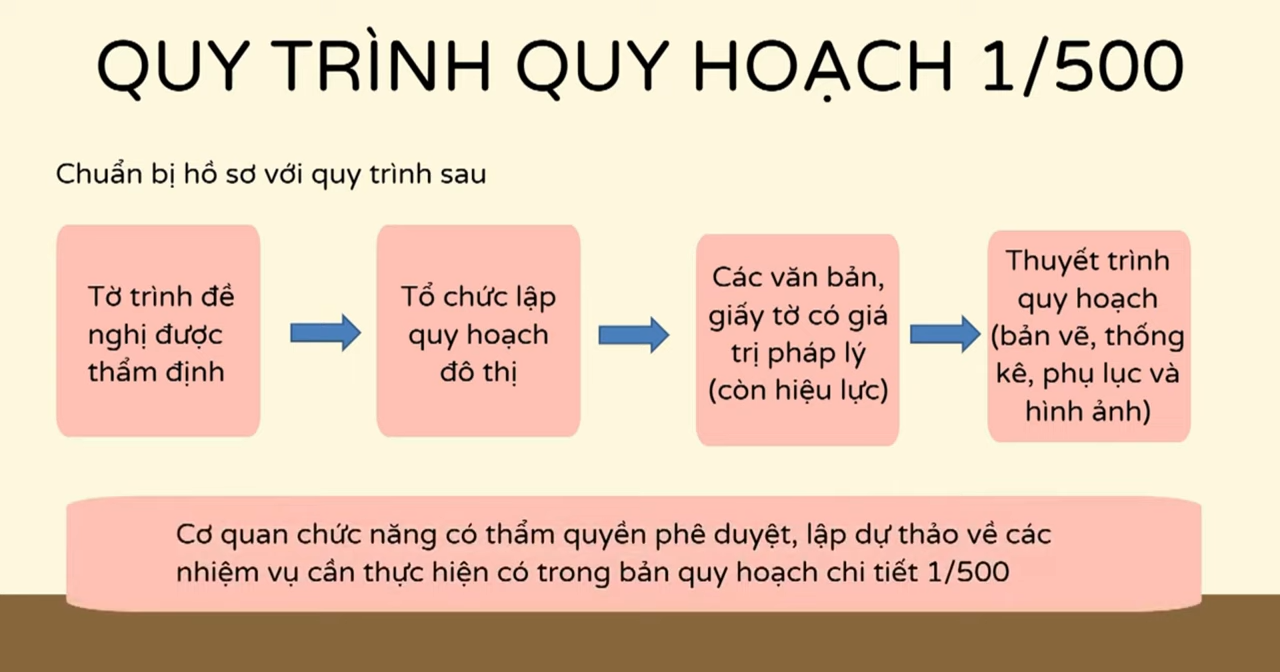 QUY TRÌNH QUY HOẠCH 1/500
Chuẩn bị hồ sơ với quy trình sau
Tờ trình đề
nghị được
thẩm định
Tổ chức lập
quy hoạch
đô thị
Các văn bản,
giấy tờ có giá
trị pháp lý
(còn hiệu lực)
Thuyết trình
quy hoạch
(bản vẽ, thống
kê, phụ lục và
hình ảnh)
Cơ quan chức năng có thẩm quyền phê duyệt, lập dự thảo về các
nhiệm vụ cần thực hiện có trong bản quy hoạch chi tiết 1/500